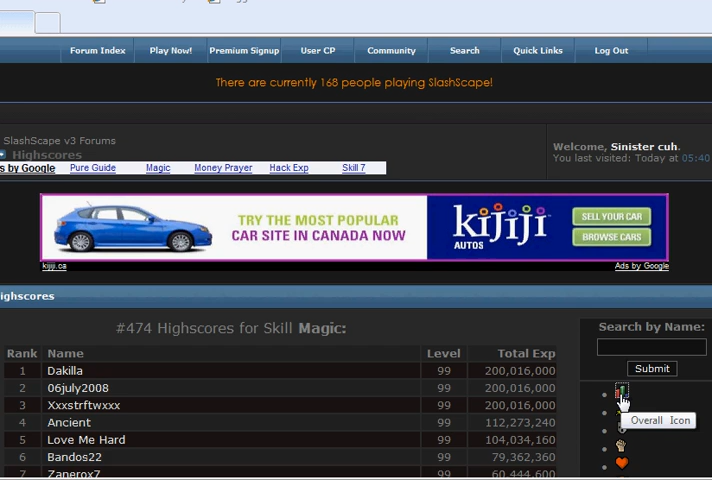 Forum Index Play Now! Premium Signup User CP Community Search Quick Links Log Out
There are currently 168 people playing SlashScape!
SlashScape v3 Forums
Highscores
Welcome, Sinister cuh.
You last visited: Today at 05:40
s by Google Pure Guide Magic Money Prayer Hack Exp Skill 7
TRY THE MOST POPULAR
CAR SITE IN CANADA NOW
kijiji
AUTOS
SELL YOUR CAR
BROWSE CARS
kijiji.ca Ads by Google
ighscores
#474 Highscores for Skill Magic:
Search by Name:
Submit
Rank Name Level Total Exp
1 Dakilla 99 200,016,000
2 06july2008 99 200,016,000
3 Xxxstrftwxxx 99 200,016,000
4 Ancient 99 112,273,240
5 Love Me Hard 99 104,034,160
6 Bandos22 99 79,362,360
7 Zanerox7 99 60,444,600
Overall Icon